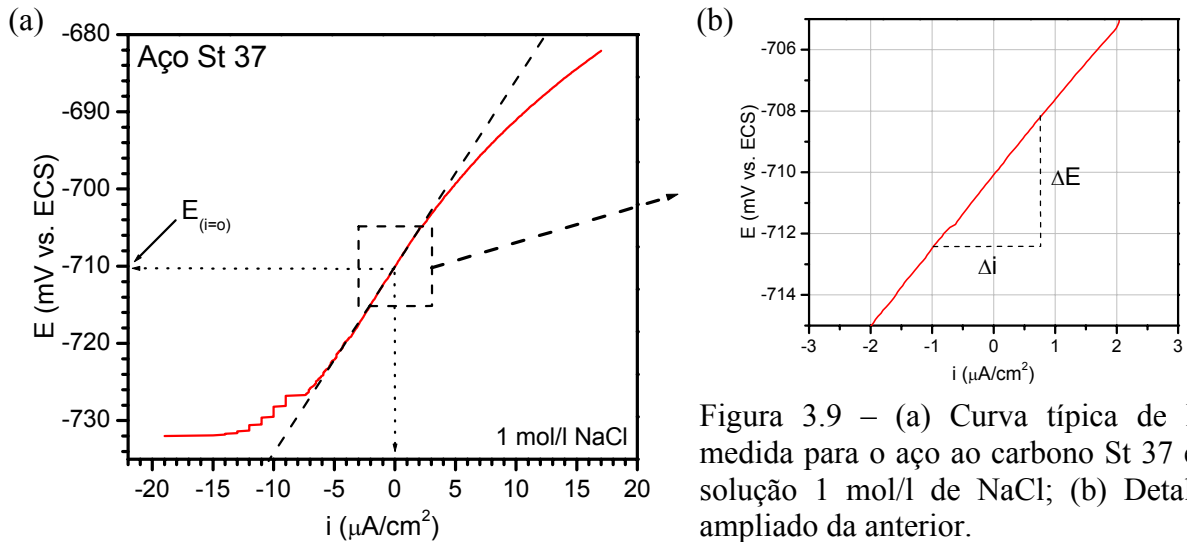 (a)
-680
-690
-700
-710
-720
-730
E (mV vs. ECS)
Aço St 37
E(i=o)
1 mol/l NaCl
-20 -15 -10 -5 0 5 10 15 20
i (μA/cm²)
(b)
-706
-708
-710
-712
-714
E (mV vs. ECS)
ΔE
Δi
-3 -2 -1 0 1 2 3
i (μA/cm²)
Figura 3.9 – (a) Curva típica de
medida para o aço ao carbono St 37
solução 1 mol/l de NaCl; (b)
ampliado da anterior.